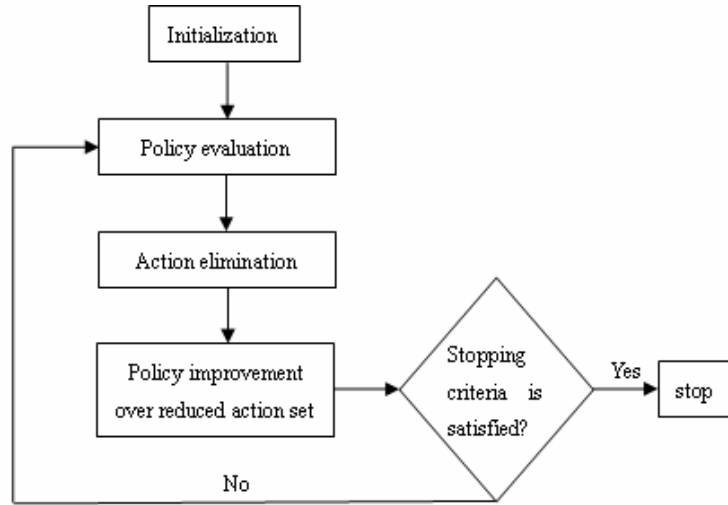 Initialization
Policy evaluation
Action elimination
Policy improvement
over reduced action set
Stopping
criteria is
satisfied?
Yes
stop
No